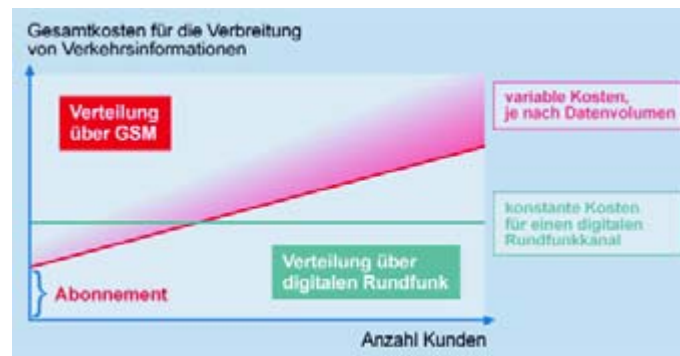 Gesamtkosten für die Verbreitung
von Verkehrsinformationen
Verteilung
über GSM
variable Kosten,
je nach Datenvolumen
konstante Kosten
für einen digitalen
Rundfunkkanal
Verteilung über
digitalen Rundfunk
Abonnement
Anzahl Kunden